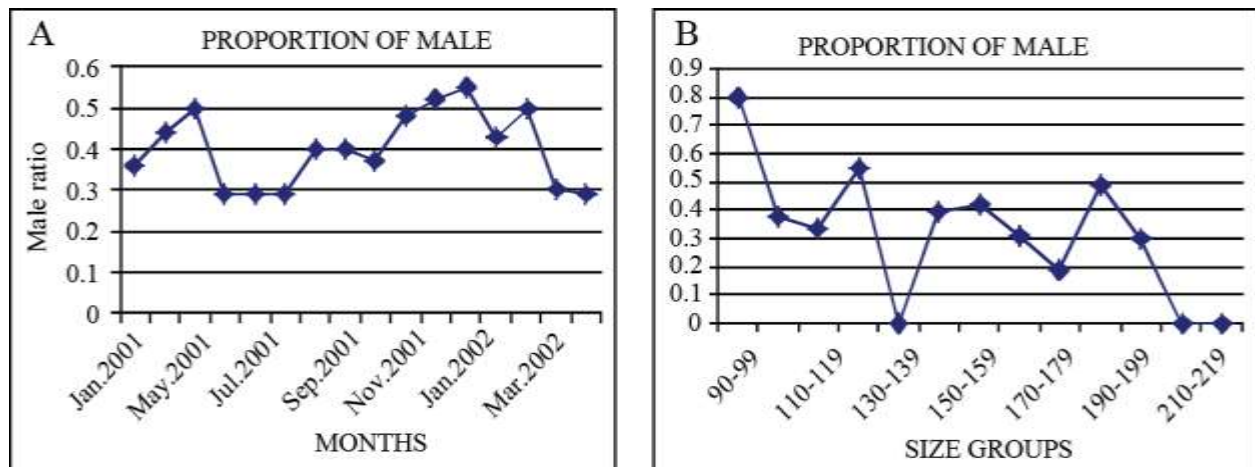 A
PROPORTION OF MALE
0.6
0.5
0.4
0.3
0.2
0.1
0
Male ratio
Jan.2001
May.2001
Jul.2001
Sep.2001
Nov.2001
Jan.2002
Mar.2002
MONTHS
B
PROPORTION OF MALE
0.9
0.8
0.7
0.6
0.5
0.4
0.3
0.2
0.1
0
90-99
110-119
130-139
150-159
170-179
190-199
210-219
SIZE GROUPS